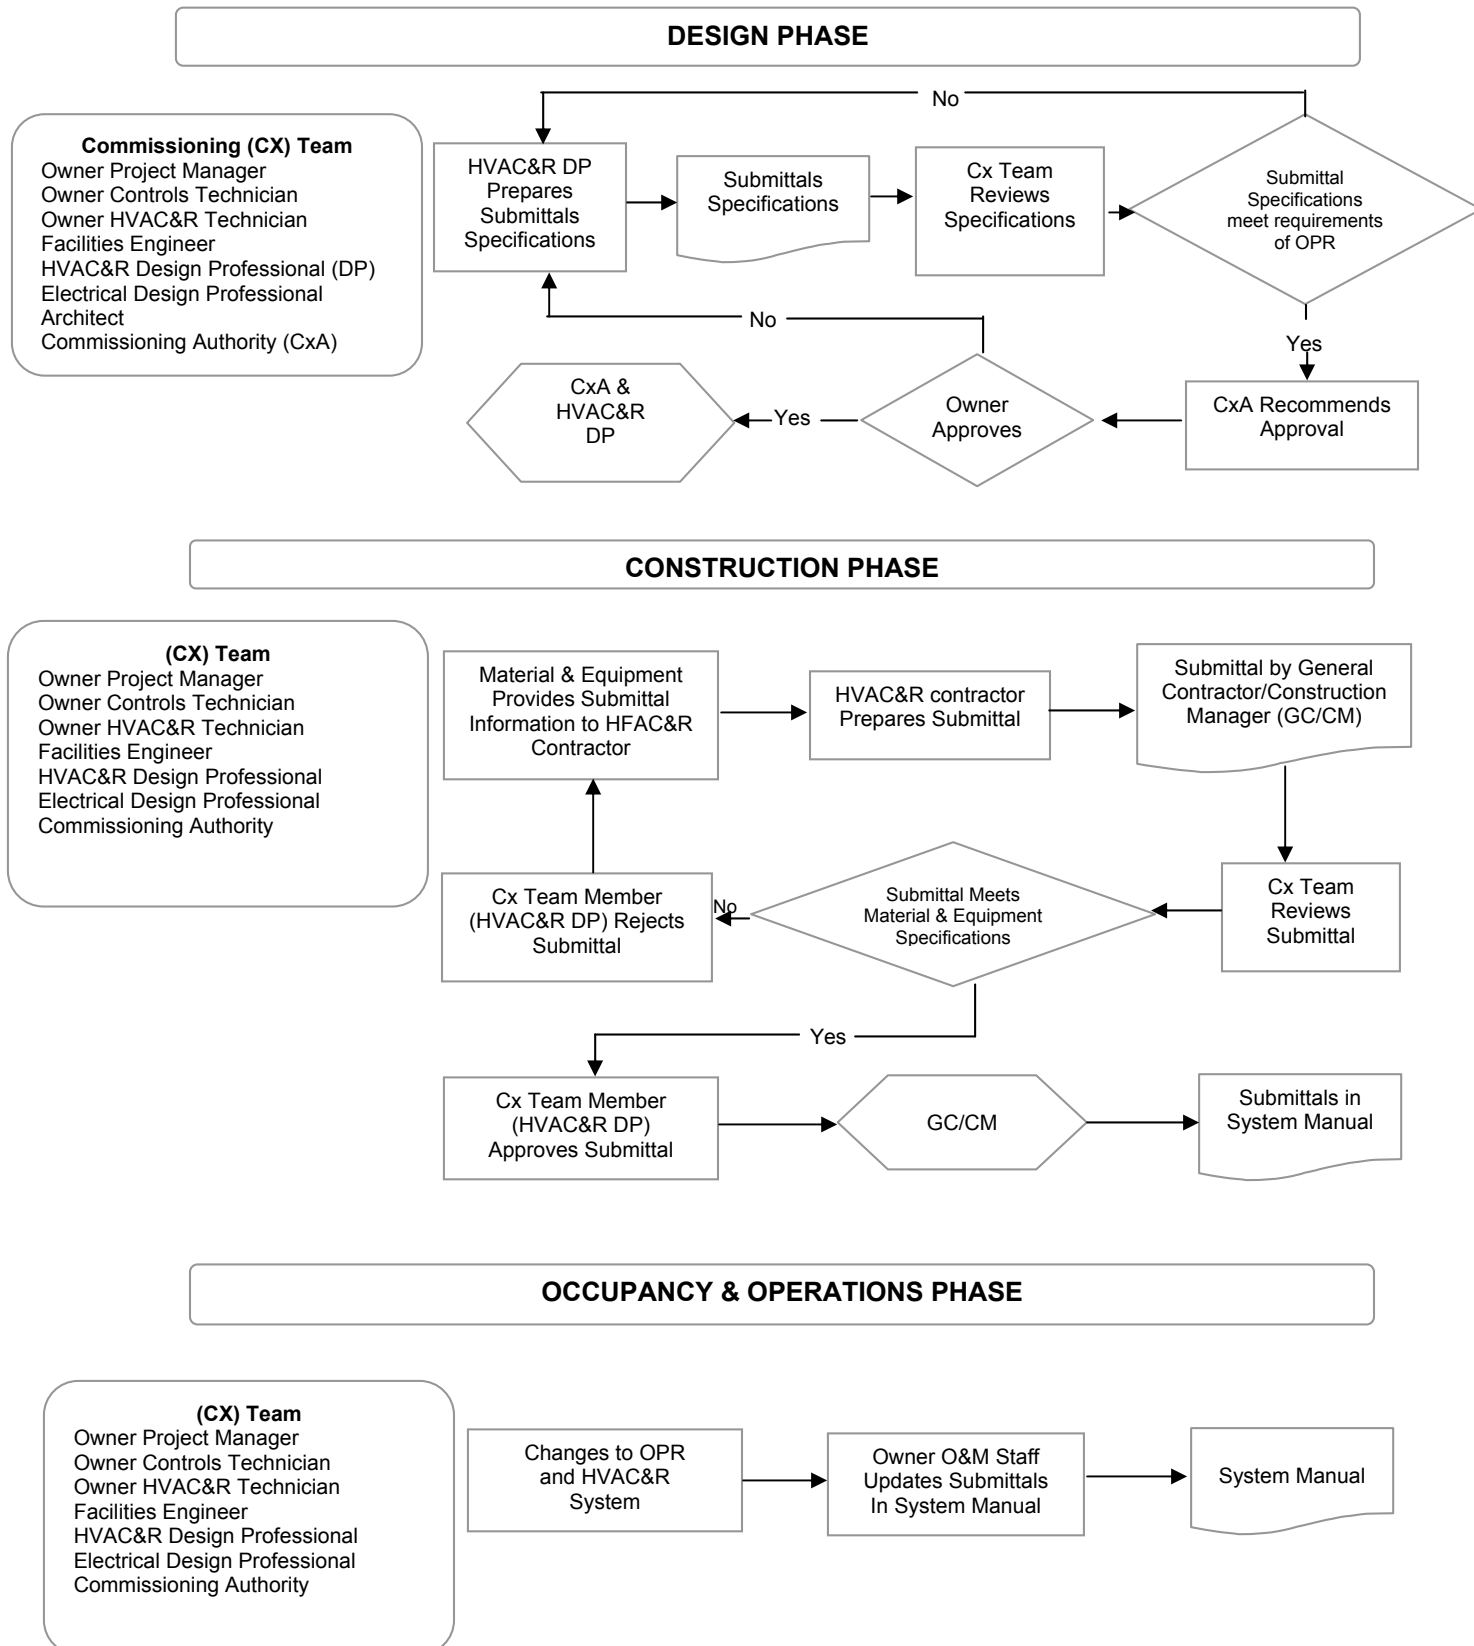 DESIGN PHASE
No
Commissioning (CX) Team
Owner Project Manager
Owner Controls Technician
Owner HVAC&R Technician
Facilities Engineer
HVAC&R Design Professional (DP)
Electrical Design Professional
Architect
Commissioning Authority (CxA)
HVAC&R DP
Prepares
Submittals
Specifications
Submittals
Specifications
Cx Team
Reviews
Specifications
Submittal
Specifications
meet requirements
of OPR
No
Yes
CxA &
HVAC&R
DP
Yes
Owner
Approves
CxA Recommends
Approval
CONSTRUCTION PHASE
(CX) Team
Owner Project Manager
Owner Controls Technician
Owner HVAC&R Technician
Facilities Engineer
HVAC&R Design Professional
Electrical Design Professional
Commissioning Authority
Material & Equipment
Provides Submittal
Information to HFAC&R
Contractor
HVAC&R contractor
Prepares Submittal
Submittal by General
Contractor/Construction
Manager (GC/CM)
Cx Team Member
(HVAC&R DP) Rejects
Submittal
No
Submittal Meets
Material & Equipment
Specifications
Cx Team
Reviews
Submittal
Yes
Cx Team Member
(HVAC&R DP)
Approves Submittal
GC/CM
Submittals in
System Manual
OCCUPANCY & OPERATIONS PHASE
(CX) Team
Owner Project Manager
Owner Controls Technician
Owner HVAC&R Technician
Facilities Engineer
HVAC&R Design Professional
Electrical Design Professional
Commissioning Authority
Changes to OPR
and HVAC&R
System
Owner O&M Staff
Updates Submittals
In System Manual
System Manual